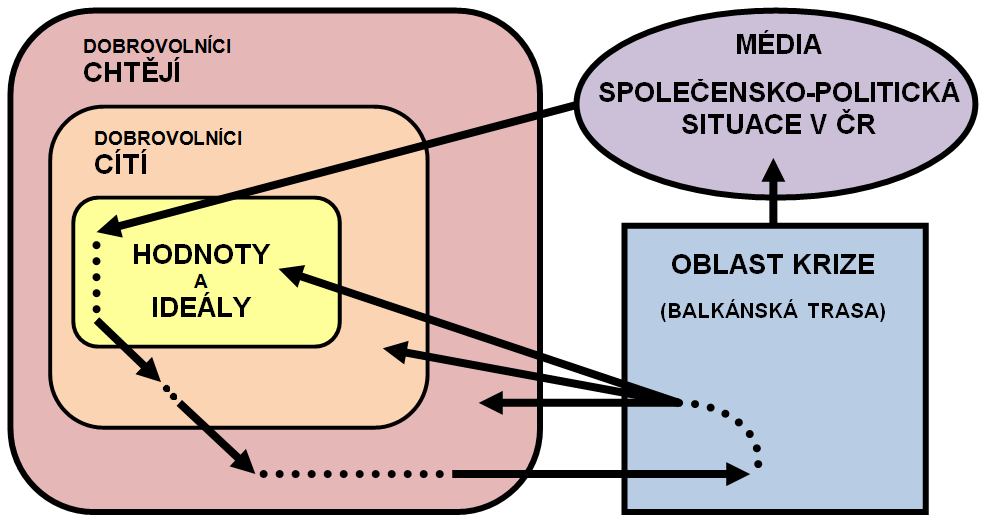 DOBROVOLNÍCI
CHTĚJÍ
DOBROVOLNÍCI
CÍTÍ
HODNOTY
A
IDEÁLY
MÉDIA
SPOLEČENSKO-POLITICKÁ
SITUACE V ČR
OBLAST KRIZE
(BALKÁNSKÁ TRASA)